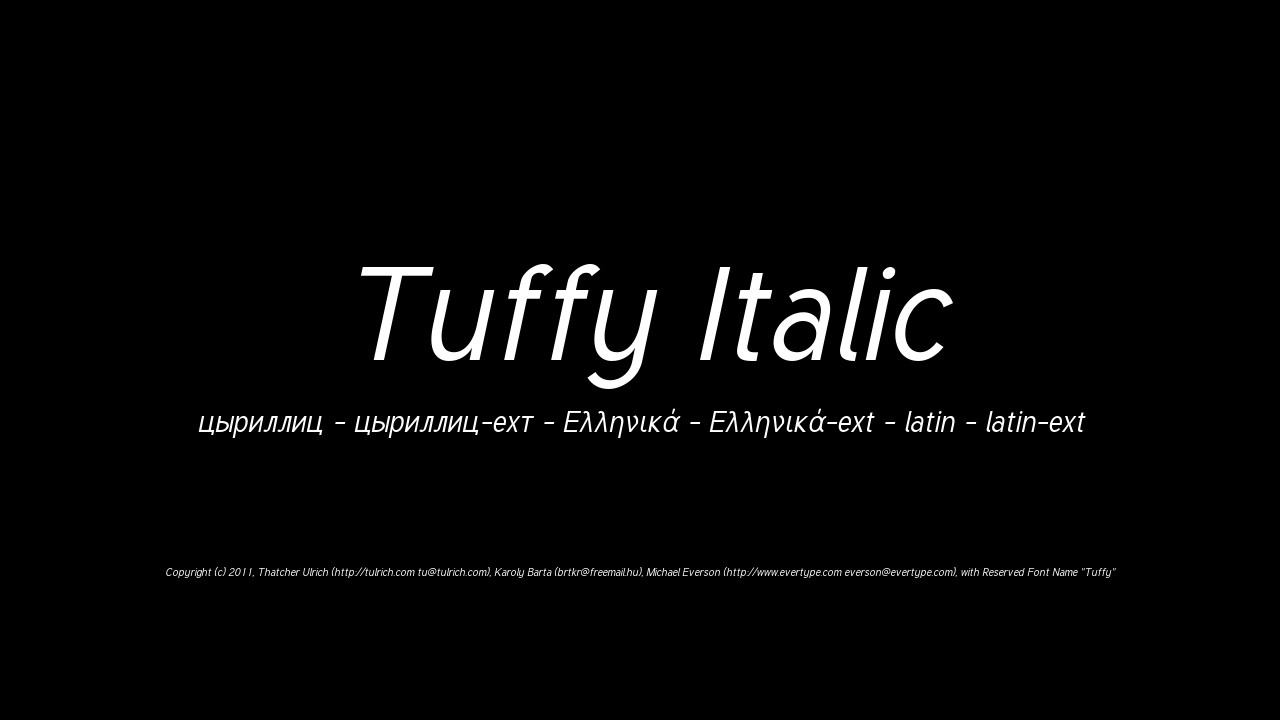 Tuffy Italic
цыриллиц - цыриллиц-ехт - Ελληνικά - Ελληνικά-ext - latin - latin-ext
Copyright (c) 2011, Thatcher Ulrich (http://tulrich.com tu@tulrich.com), Karoly Barta (brtkr@freemail.hu), Michael Everson (http://www.evertype.com everson@evertype.com), with Reserved Font Name "Tuffy"